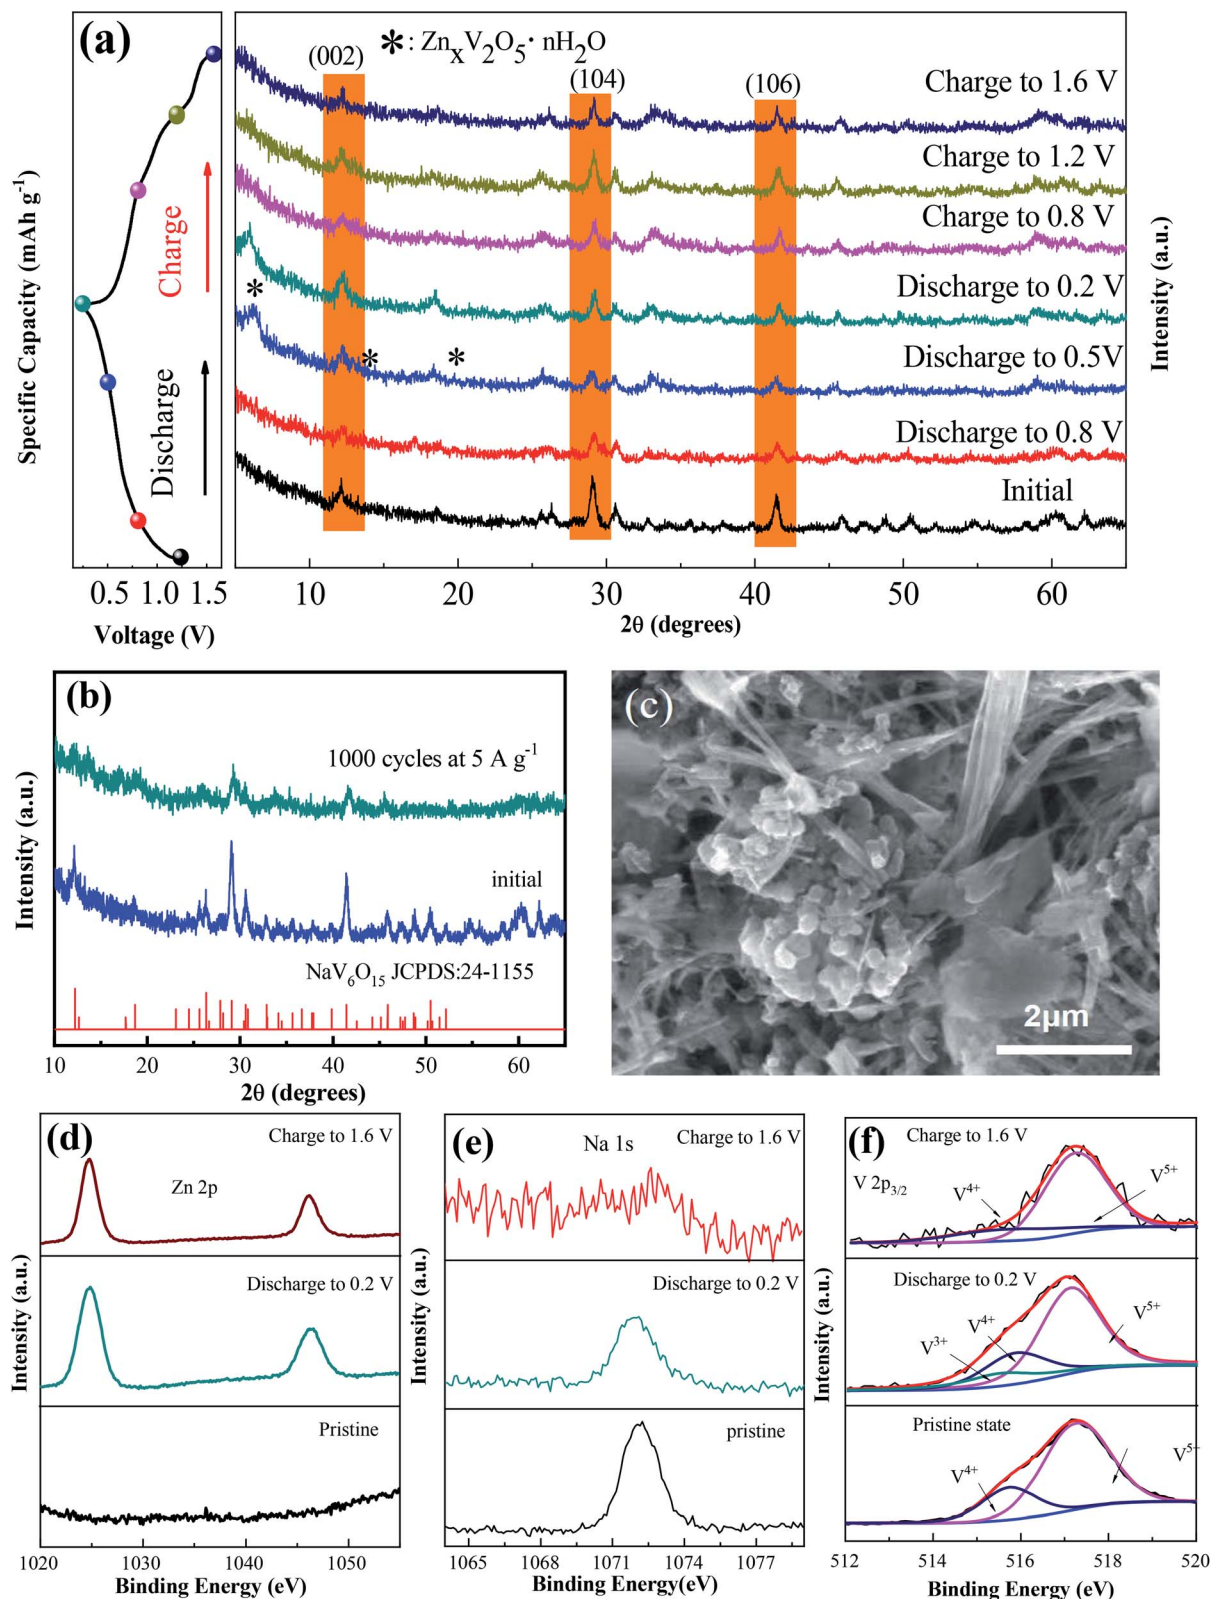 (a)
*: ZnxV2O5· nH2O
(002)
(104)
(106)
Charge to 1.6 V
Charge to 1.2 V
Charge to 0.8 V
Discharge to 0.2 V
Discharge to 0.5V
Discharge to 0.8 V
Initial
*
*
*
Charge
Discharge
Specific Capacity (mAh g-1)
Intensity (a.u.)
0.5 1.0 1.5
Voltage (V)
10 20 30 40 50 60
2θ (degrees)
(b)
1000 cycles at 5 A g-1
initial
NaV6O15 JCPDS:24-1155
Intensity (a.u.)
10 20 30 40 50 60
2θ (degrees)
(c)
2μm
(d)
Charge to 1.6 V
Zn 2p
Discharge to 0.2 V
Pristine
Intensity (a.u.)
1020 1030 1040 1050
Binding Energy (eV)
(e)
Na 1s
Charge to 1.6 V
Discharge to 0.2 V
pristine
Intensity (a.u.)
1065 1068 1071 1074 1077
Binding Energy(eV)
(f)
Charge to 1.6 V
V 2p3/2
V4+
V5+
Discharge to 0.2 V
V3+
V4+
V5+
Pristine state
V4+
V5+
Intensity (a.u.)
512 514 516 518 520
Binding Energy (eV)